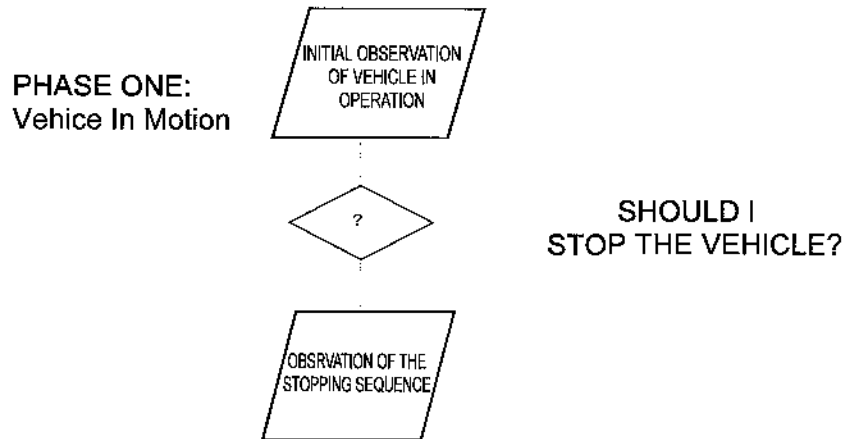 INITIAL OBSERVATION
OF VEHICLE IN
OPERATION
PHASE ONE:
Vehice In Motion
?
SHOULD I
STOP THE VEHICLE?
OBSRVATION OF THE
STOPPING SEQUENCE